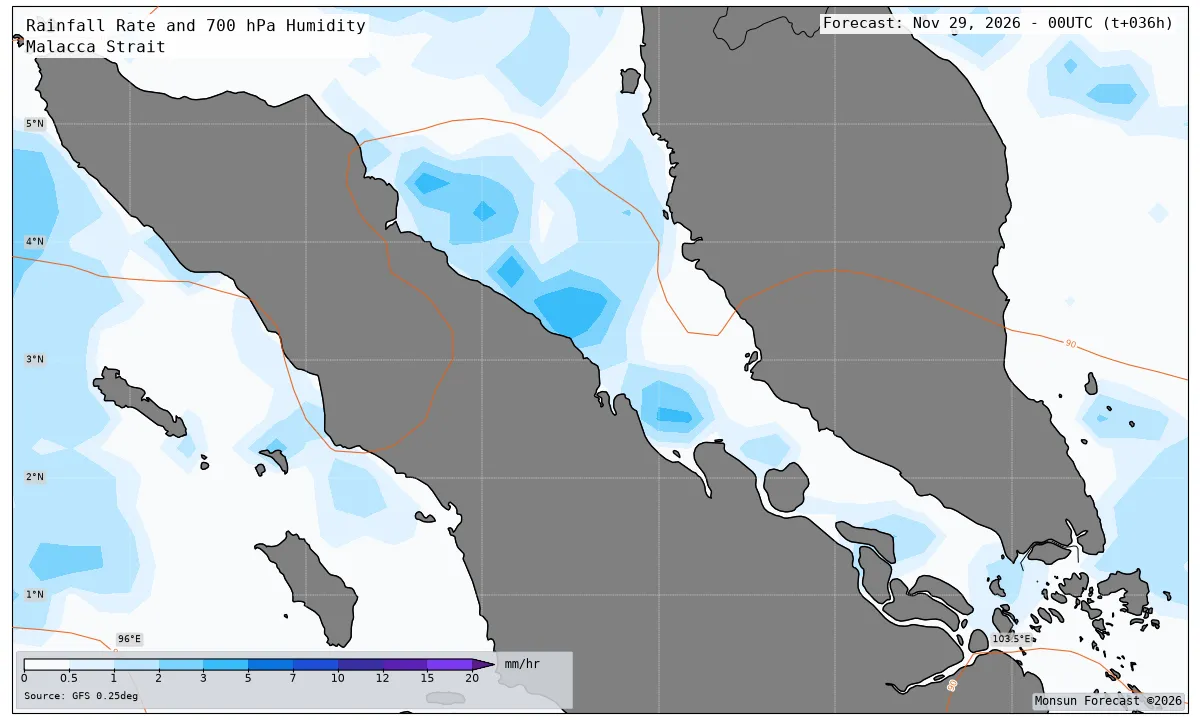 Rainfall Rate and 700 hPa Humidity
Malacca Strait
Forecast: Nov 29, 2026 - 00UTC (t+036h)
5°N
4°N
3°N
2°N
1°N
96°E
103.5°E
90
90
mm/hr
0 0.5 1 2 3 5 7 10 12 15 20
Source: GFS 0.25deg
Monsun Forecast ©2026